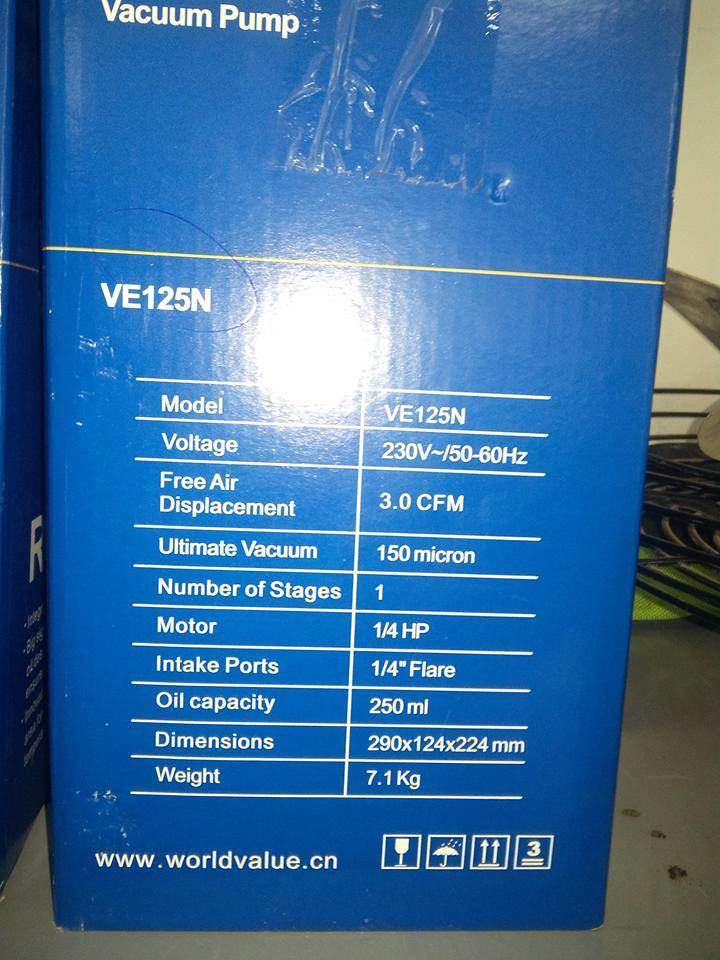 Vacuum Pump
VE125N
Model VE125N
Voltage 230V~/50-60Hz
Free Air
Displacement 3.0 CFM
Ultimate Vacuum 150 micron
Number of Stages 1
Motor 1/4 HP
Intake Ports 1/4" Flare
Oil capacity 250 ml
Dimensions 290x124x224 mm
Weight 7.1 Kg
www.worldvalue.cn
3
R